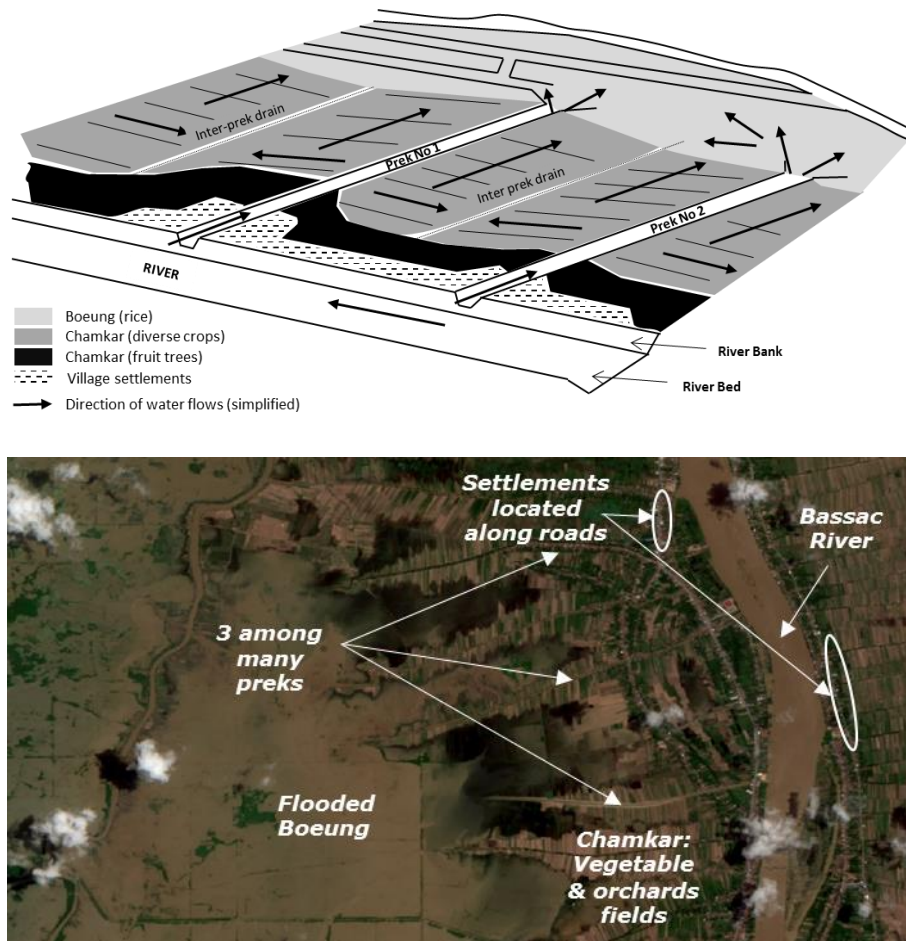 Inter-prek drain
Prek No 1
Inter prek drain
Prek No 2
RIVER
River Bank
River Bed
Boeung (rice)
Chamkar (diverse crops)
Chamkar (fruit trees)
Village settlements
Direction of water flows (simplified)
Settlements
located
along roads
Bassac
River
3 among
many
preks
Flooded
Boeung
Chamkar:
Vegetable
& orchards
fields